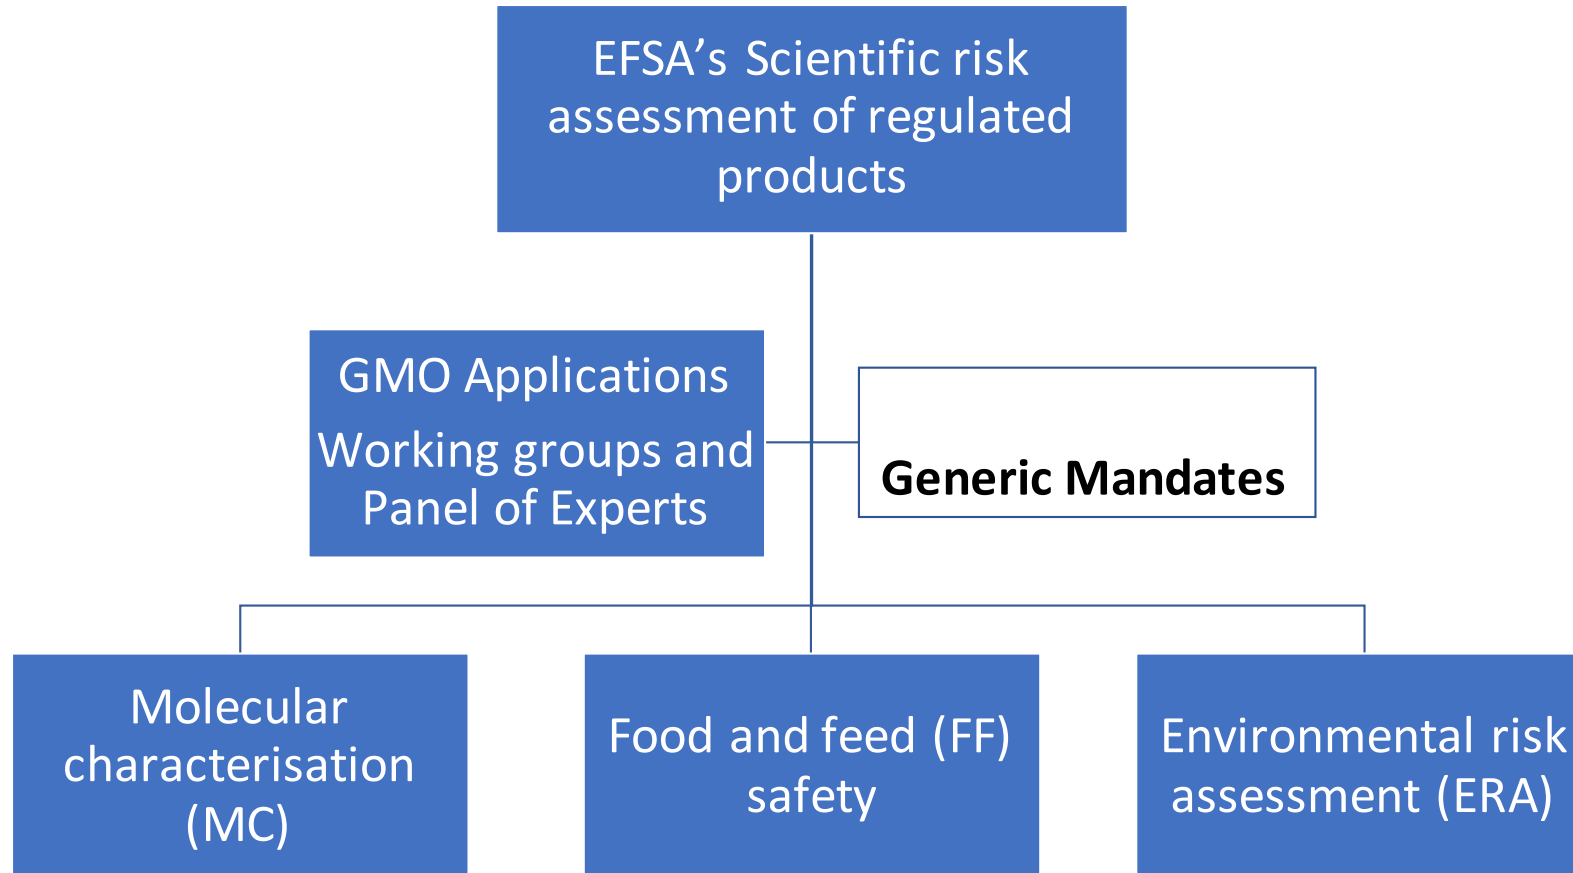 EFSA’s Scientific risk
assessment of regulated
products
GMO Applications
Working groups and
Panel of Experts
Generic Mandates
Molecular
characterisation
(MC)
Food and feed (FF)
safety
Environmental risk
assessment (ERA)